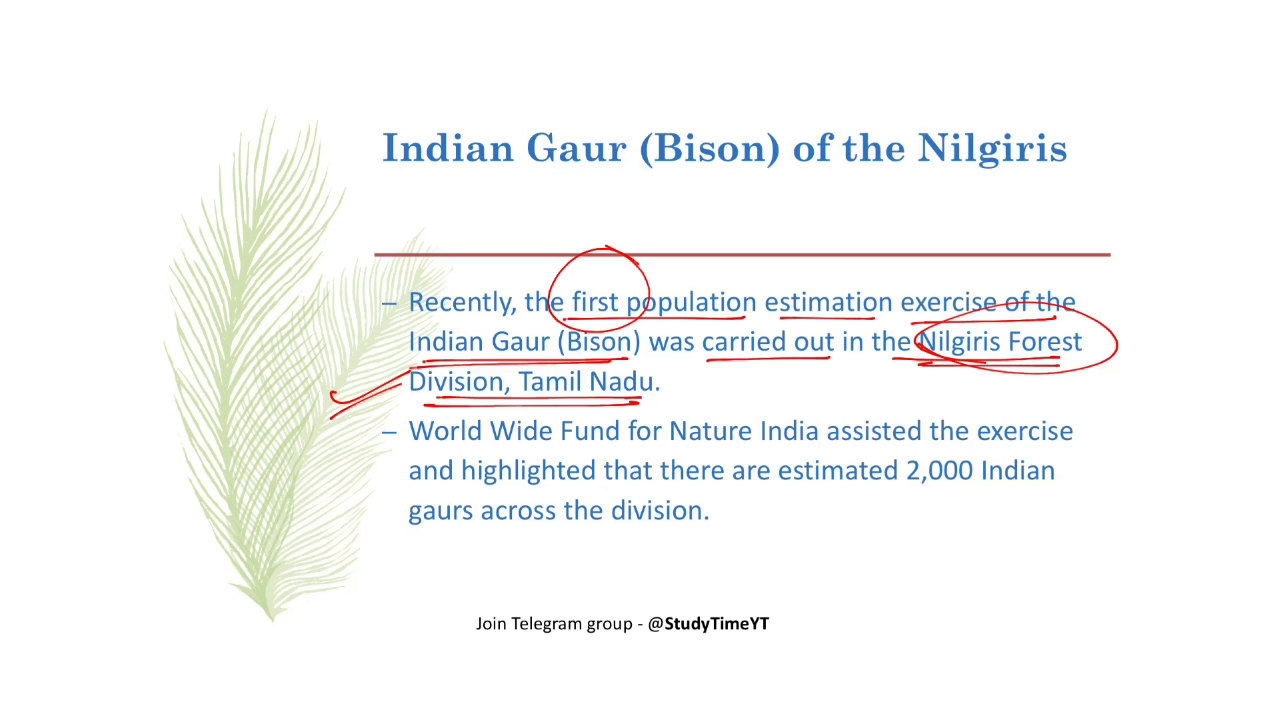 Indian Gaur (Bison) of the Nilgiris
– Recently, the first population estimation exercise of the
Indian Gaur (Bison) was carried out in the Nilgiris Forest
Division, Tamil Nadu.
– World Wide Fund for Nature India assisted the exercise
and highlighted that there are estimated 2,000 Indian
gaurs across the division.
Join Telegram group - @StudyTimeYT